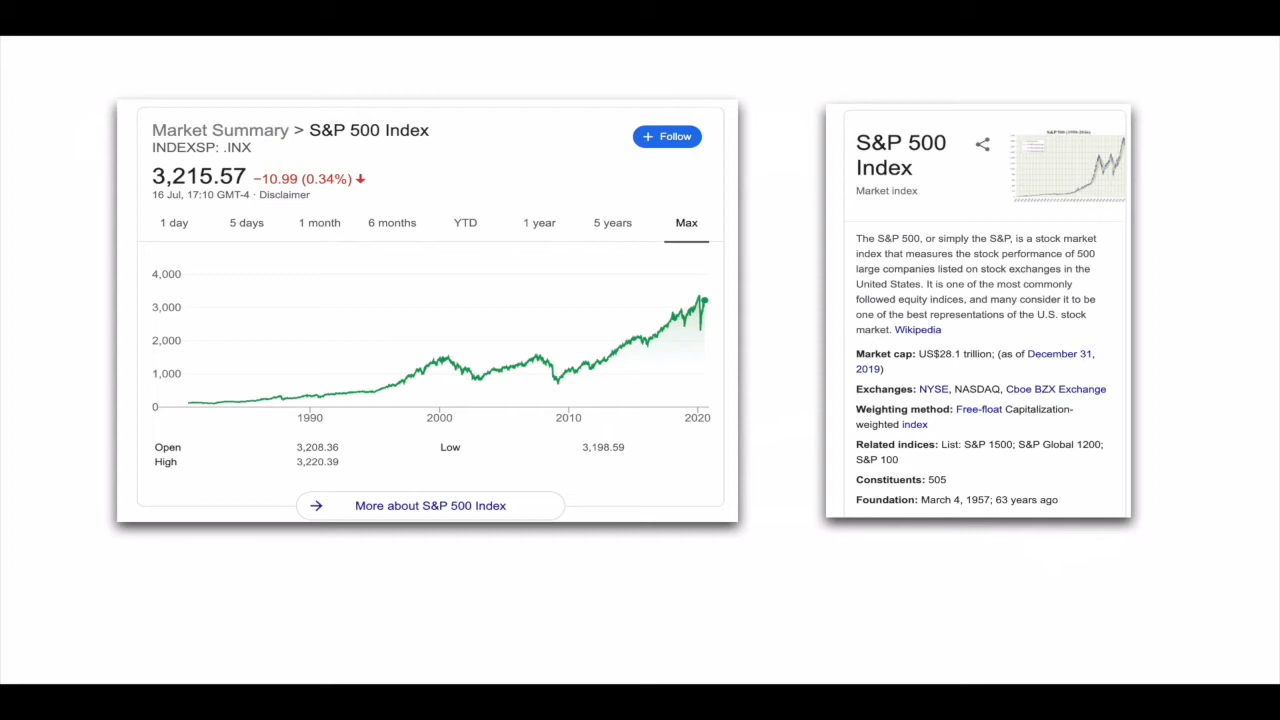 Market Summary > S&P 500 Index
INDEXSP: .INX
+ Follow
3,215.57 −10.99 (0.34%)
16 Jul, 17:10 GMT-4 · Disclaimer
1 day 5 days 1 month 6 months YTD 1 year 5 years Max
4,000
3,000
2,000
1,000
0
1990 2000 2010 2020
Open 3,208.36 Low 3,198.59
High 3,220.39
More about S&P 500 Index
S&P 500
Index
Market index
The S&P 500, or simply the S&P, is a stock market
index that measures the stock performance of 500
large companies listed on stock exchanges in the
United States. It is one of the most commonly
followed equity indices, and many consider it to be
one of the best representations of the U.S. stock
market. Wikipedia
Market cap: US$28.1 trillion; (as of December 31,
2019)
Exchanges: NYSE, NASDAQ, Cboe BZX Exchange
Weighting method: Free-float Capitalization-
weighted index
Related indices: List: S&P 1500; S&P Global 1200;
S&P 100
Constituents: 505
Foundation: March 4, 1957; 63 years ago